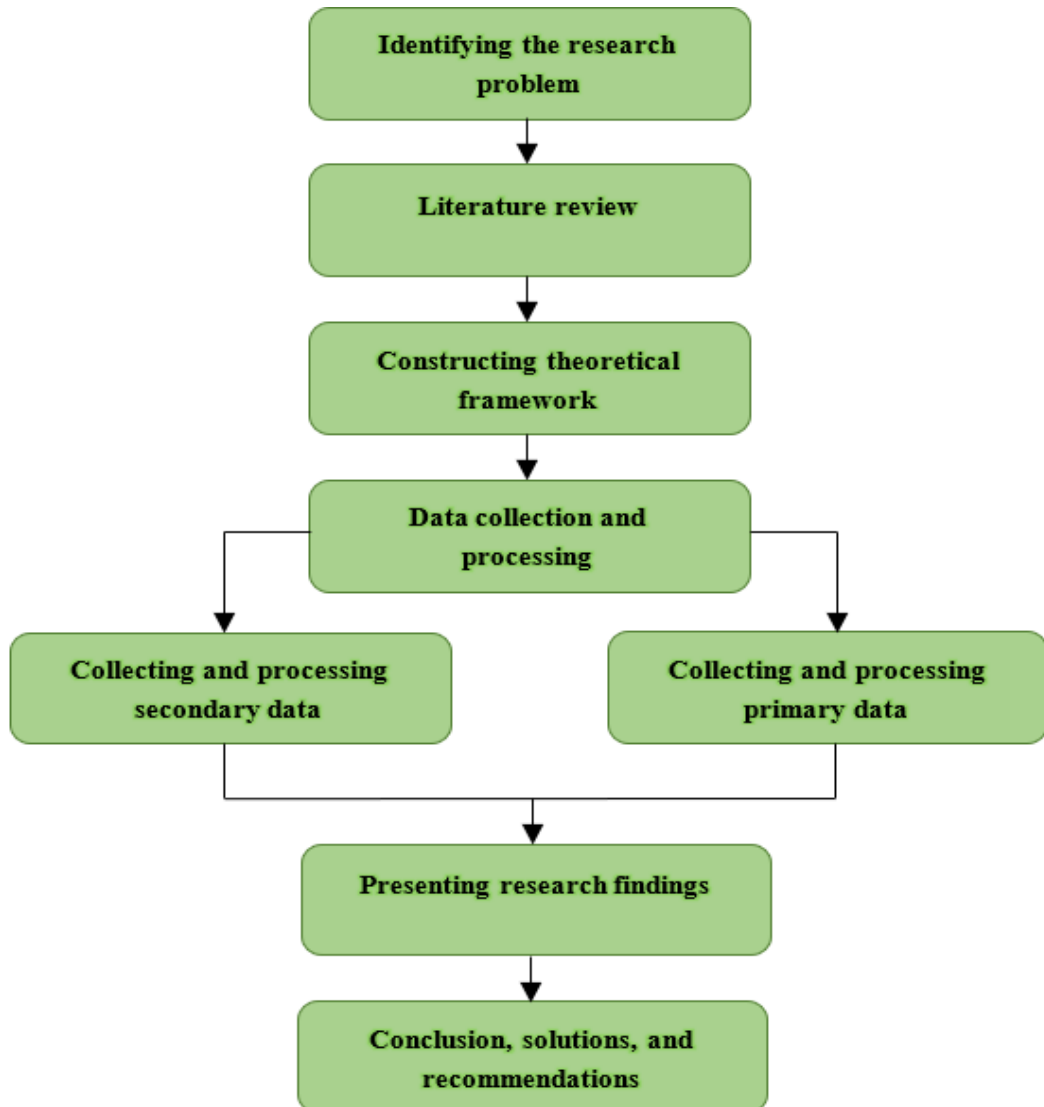 Identifying the research
problem
Literature review
Constructing theoretical
framework
Data collection and
processing
Collecting and processing
secondary data
Collecting and processing
primary data
Presenting research findings
Conclusion, solutions, and
recommendations